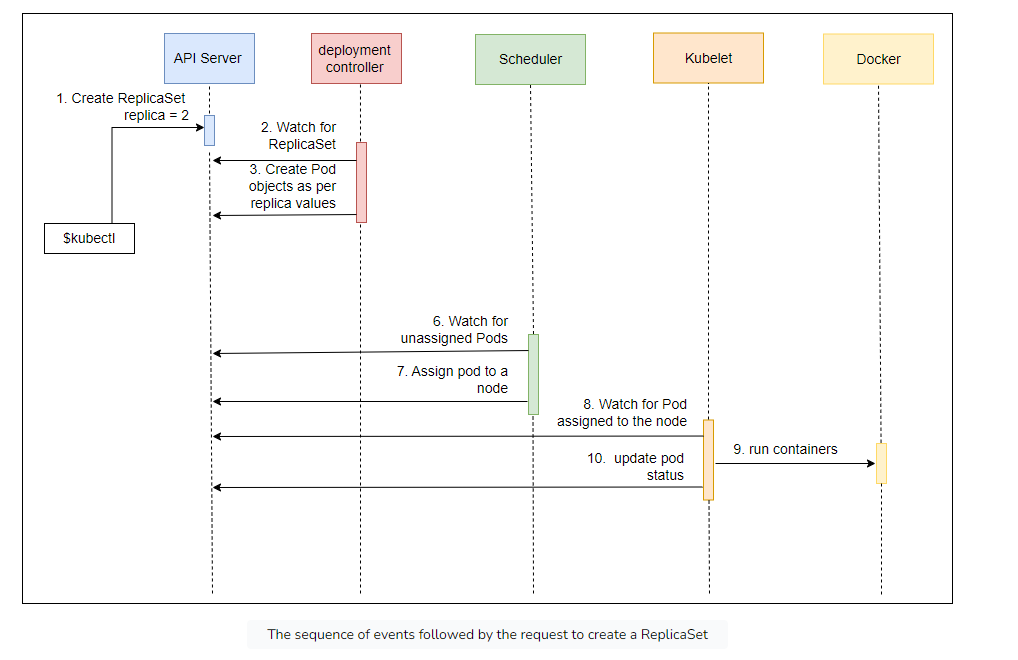 API Server
deployment
controller
Scheduler
Kubelet
Docker
1. Create ReplicaSet
replica = 2
2. Watch for
ReplicaSet
3. Create Pod
objects as per
replica values
$kubectl
6. Watch for
unassigned Pods
7. Assign pod to a
node
8. Watch for Pod
assigned to the node
9. run containers
10. update pod
status
The sequence of events followed by the request to create a ReplicaSet